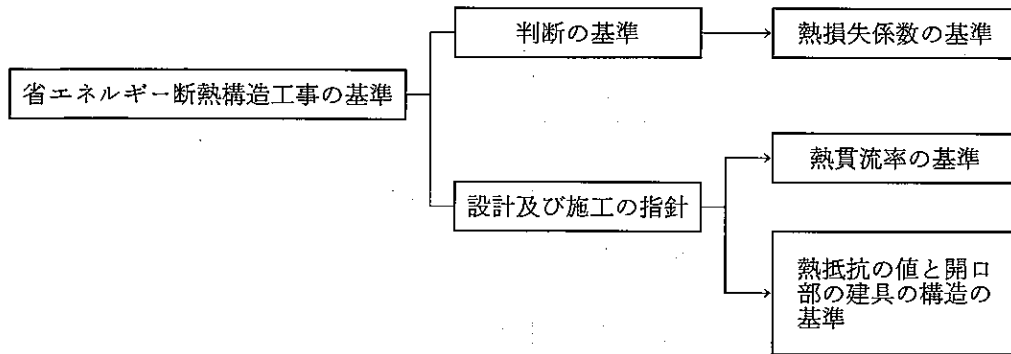 判断の基準
熱損失係数の基準
省エネルギー断熱構造工事の基準
熱貫流率の基準
設計及び施工の指針
熱抵抗の値と開口
部の建具の構造の
基準